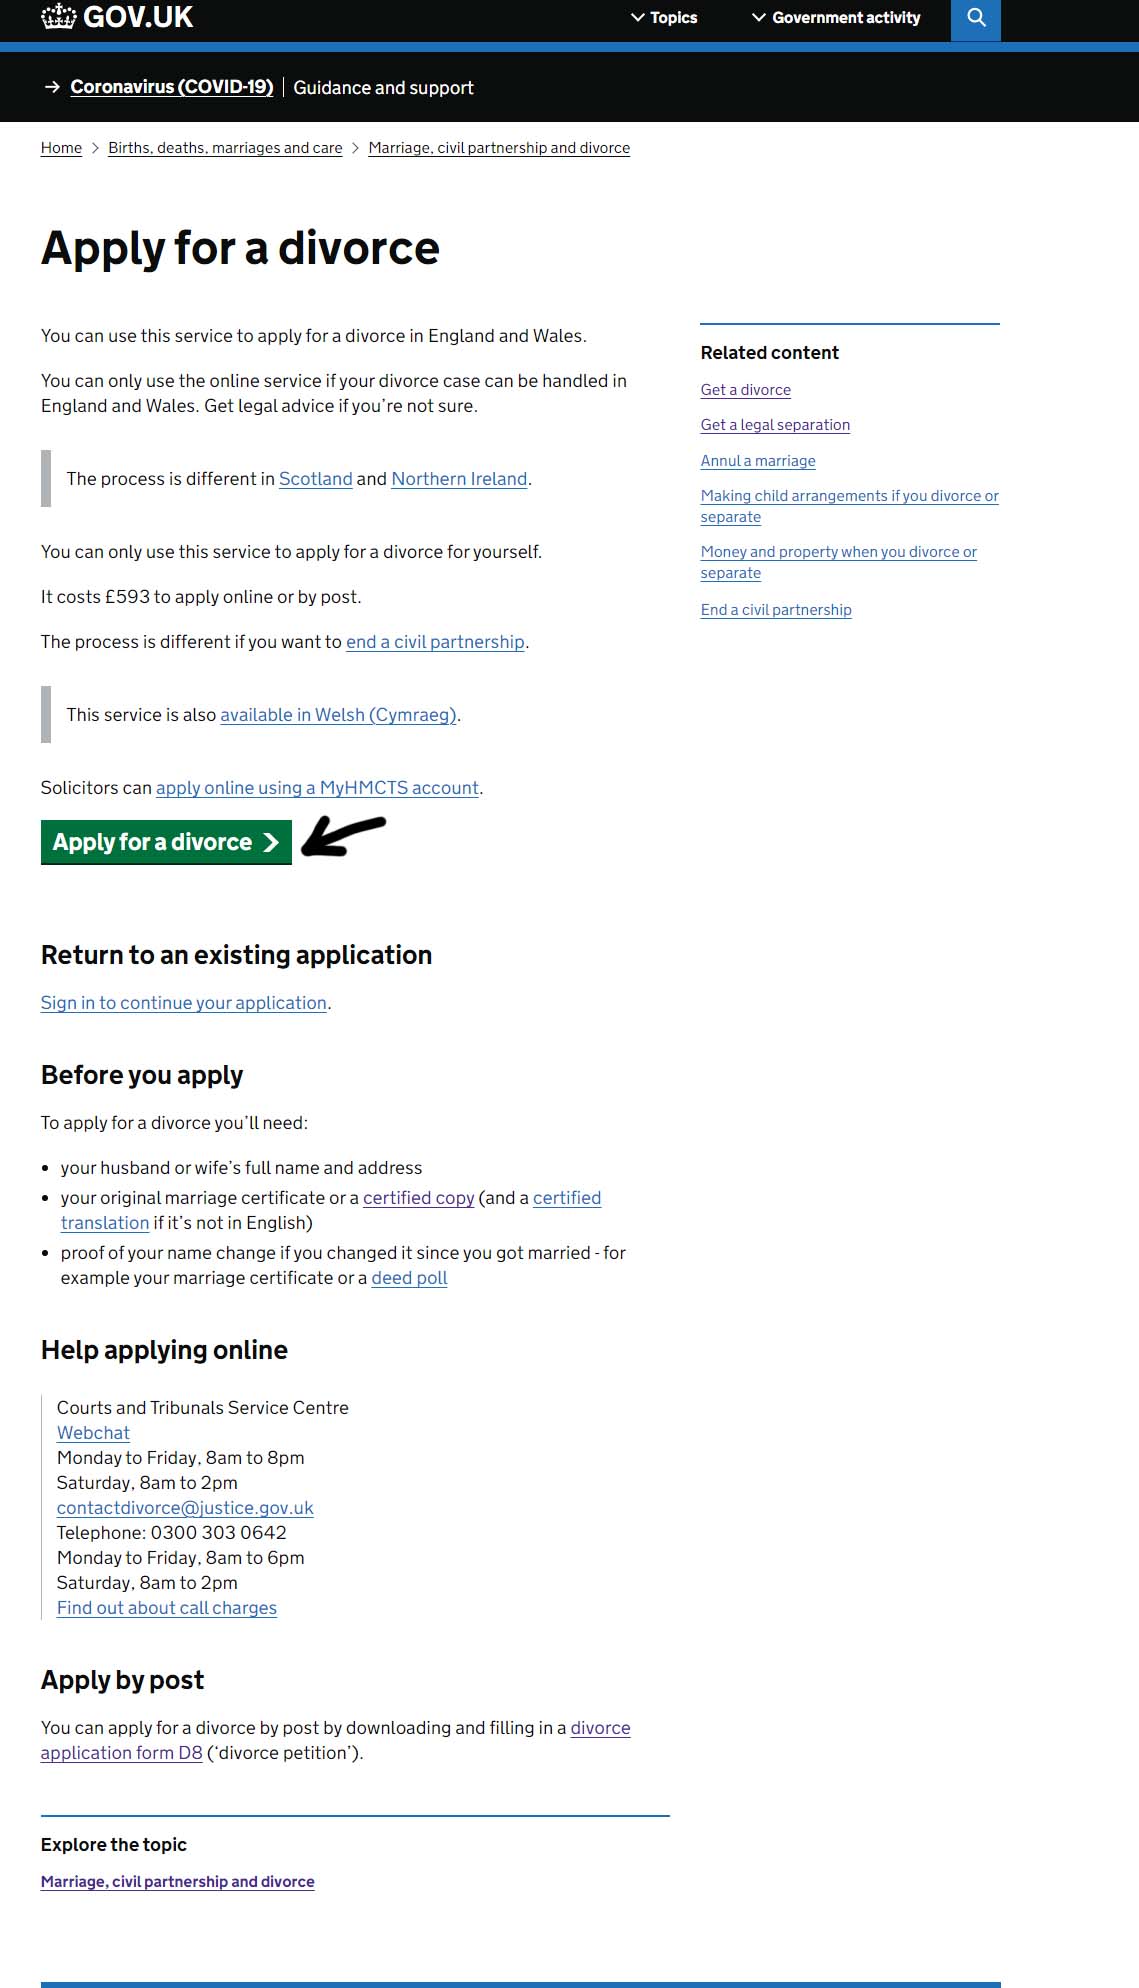 GOV.UK
Topics
Government activity
Coronavirus (COVID-19)
Guidance and support
Home
Births, deaths, marriages and care
Marriage, civil partnership and divorce
Apply for a divorce
You can use this service to apply for a divorce in England and Wales.
You can only use the online service if your divorce case can be handled in
England and Wales. Get legal advice if you’re not sure.
The process is different in Scotland and Northern Ireland.
You can only use this service to apply for a divorce for yourself.
It costs £593 to apply online or by post.
The process is different if you want to end a civil partnership.
This service is also available in Welsh (Cymraeg).
Solicitors can apply online using a MyHMCTS account.
Apply for a divorce
Related content
Get a divorce
Get a legal separation
Annul a marriage
Making child arrangements if you divorce or
separate
Money and property when you divorce or
separate
End a civil partnership
Return to an existing application
Sign in to continue your application.
Before you apply
To apply for a divorce you’ll need:
your husband or wife’s full name and address
your original marriage certificate or a certified copy (and a certified
translation if it’s not in English)
proof of your name change if you changed it since you got married - for
example your marriage certificate or a deed poll
Help applying online
Courts and Tribunals Service Centre
Webchat
Monday to Friday, 8am to 8pm
Saturday, 8am to 2pm
contactdivorce@justice.gov.uk
Telephone: 0300 303 0642
Monday to Friday, 8am to 6pm
Saturday, 8am to 2pm
Find out about call charges
Apply by post
You can apply for a divorce by post by downloading and filling in a divorce
application form D8 (‘divorce petition’).
Explore the topic
Marriage, civil partnership and divorce